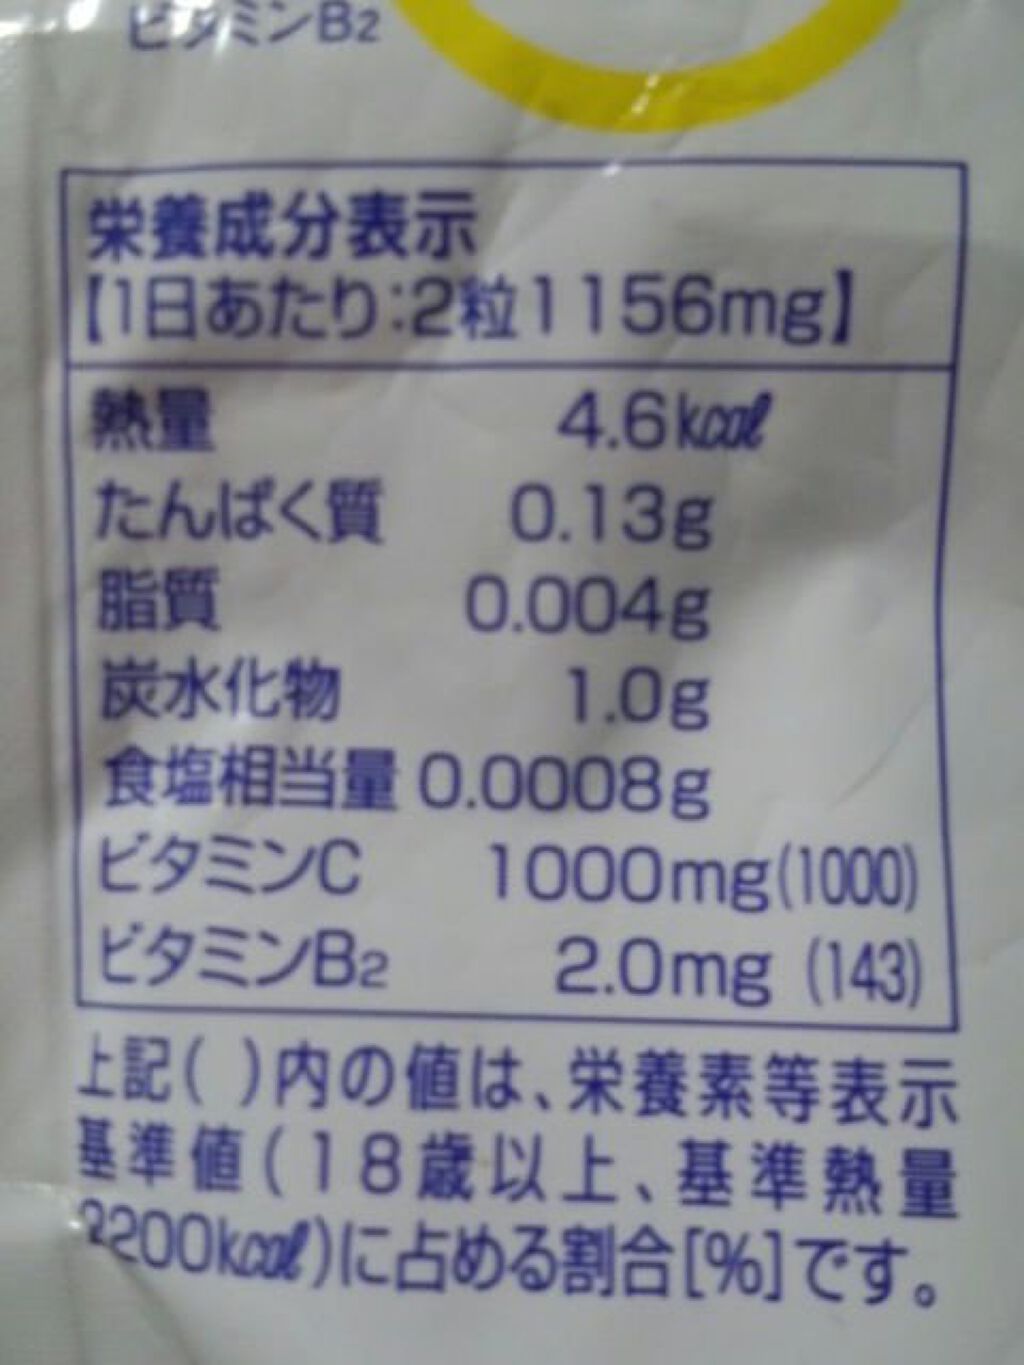 ビタミンB2
栄養成分表示
【1日あたり:2粒1156mg】
熱量 4.6kcal
たんぱく質 0.13g
脂質 0.004g
炭水化物 1.0g
食塩相当量 0.0008g
ビタミンC 1000mg(1000)
ビタミンB2 2.0mg (143)
上記( )内の値は、栄養素等表示
基準値(18歳以上、基準熱量
2200kcal)に占める割合[%]です。